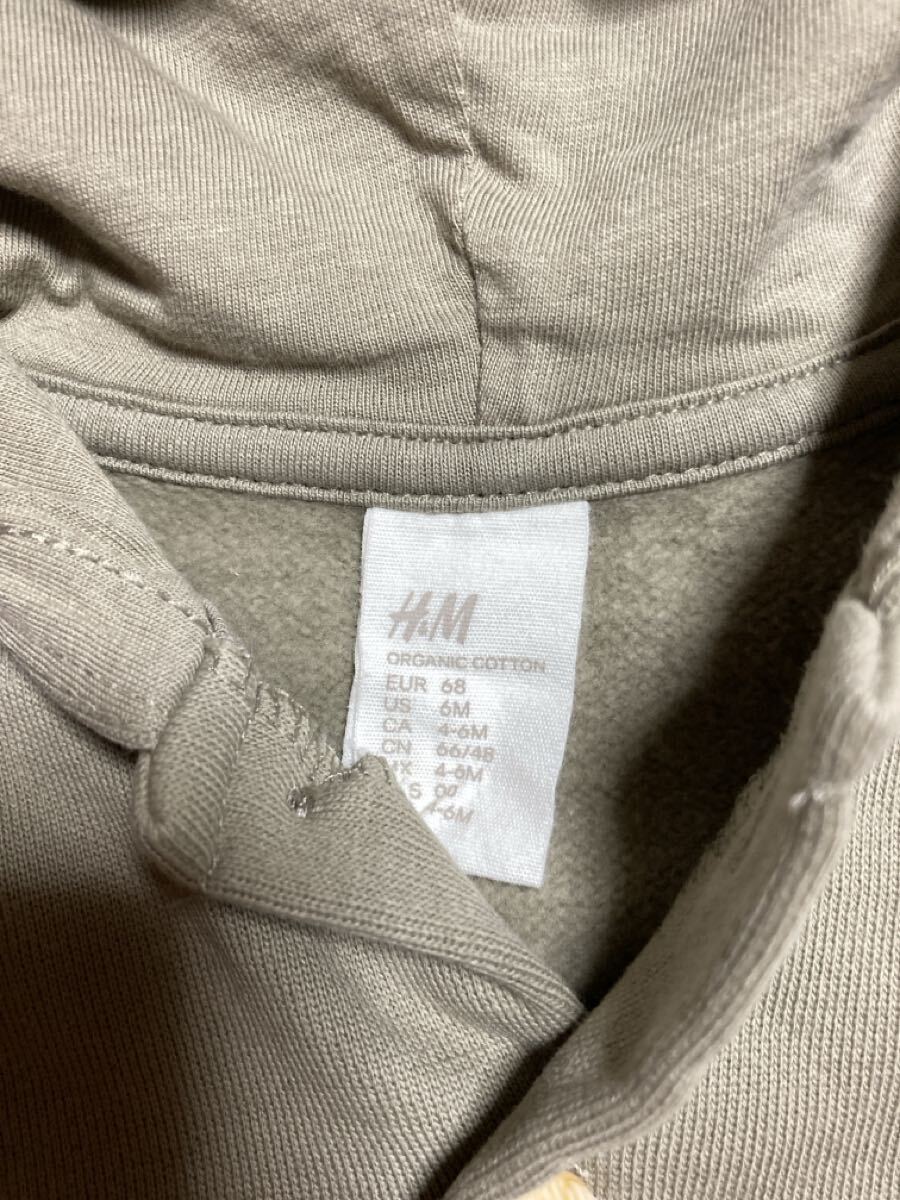 H&M
ORGANIC COTTON
EUR 68
US 6M
CA 4-6M
CN 66/48
MX 4-6M